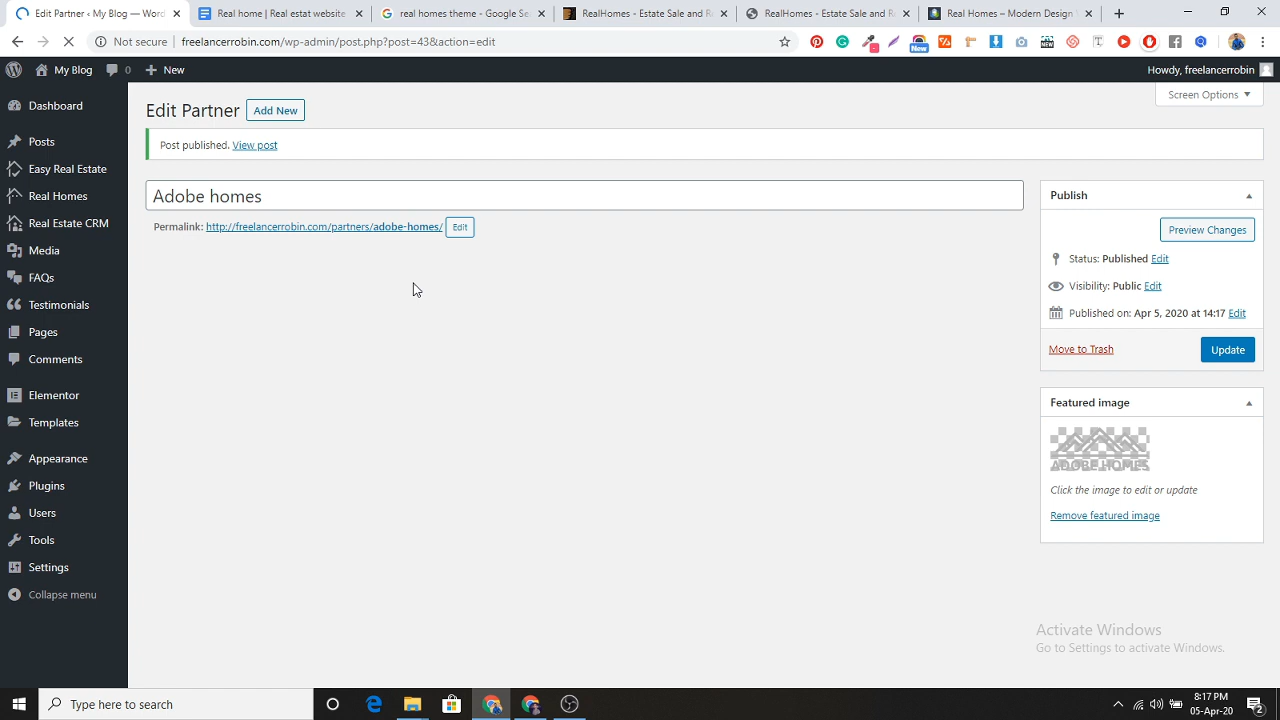 Edit Partner ‹ My Blog — Word
Real home | Real estat website
real homes theme - Google Se
RealHomes - Estate Sale and R
RealHomes - Estate Sale and R
Real Homes – Modern Design
Not secure | freelancerrobin.com/wp-admin/post.php?post=43&action=edit
New
NEW
My Blog
0
New
Howdy, freelancerrobin
Screen Options
Dashboard
Posts
Easy Real Estate
Real Homes
Real Estate CRM
Media
FAQs
Testimonials
Pages
Comments
Elementor
Templates
Appearance
Plugins
Users
Tools
Settings
Collapse menu
Edit Partner
Add New
Post published. View post
Adobe homes
Permalink: http://freelancerrobin.com/partners/adobe-homes/ Edit
Publish
Preview Changes
Status: Published Edit
Visibility: Public Edit
Published on: Apr 5, 2020 at 14:17 Edit
Move to Trash
Update
Featured image
ADOBE HOMES
Click the image to edit or update
Remove featured image
Activate Windows
Go to Settings to activate Windows.
Type here to search
8:17 PM
05-Apr-20
2